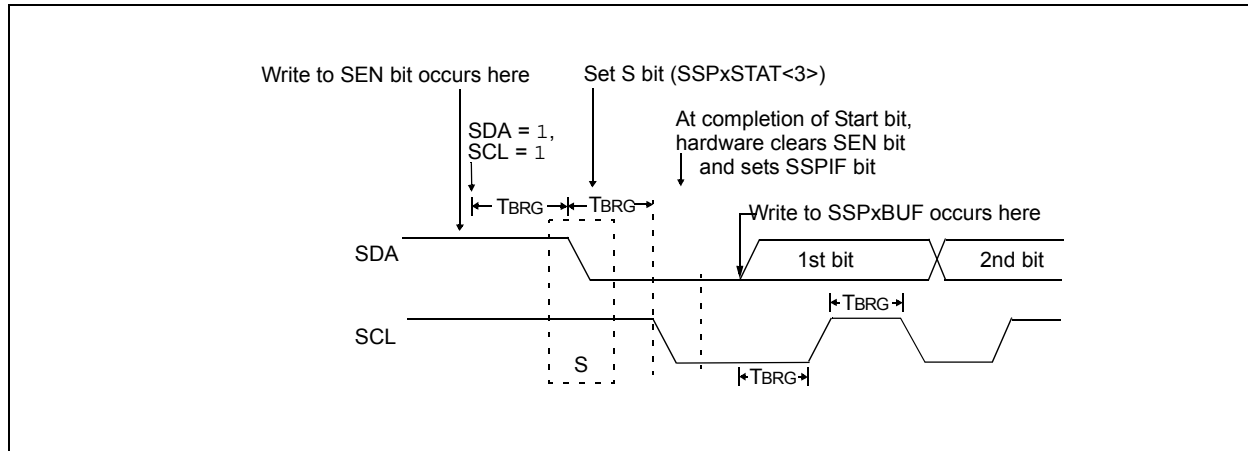 Write to SEN bit occurs here
Set S bit (SSPxSTAT<3>)
SDA = 1,
SCL = 1
At completion of Start bit,
hardware clears SEN bit
and sets SSPIF bit
TBRG
TBRG
Write to SSPxBUF occurs here
SDA
1st bit
2nd bit
TBRG
SCL
S
TBRG